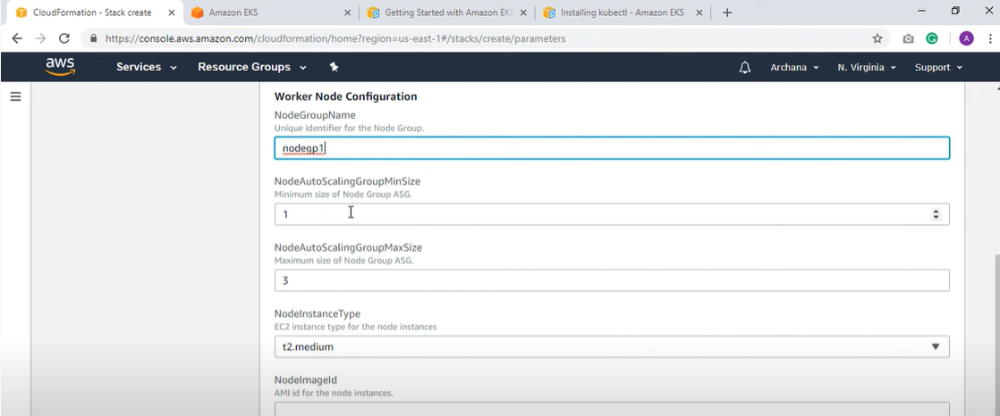 CloudFormation - Stack create
Amazon EKS
Getting Started with Amazon EKS
Installing kubectl - Amazon EKS
https://console.aws.amazon.com/cloudformation/home?region=us-east-1#/stacks/create/parameters
A
aws
Services
Resource Groups
Archana
N. Virginia
Support
Worker Node Configuration
NodeGroupName
Unique identifier for the Node Group.
nodegp1
NodeAutoScalingGroupMinSize
Minimum size of Node Group ASG.
1
NodeAutoScalingGroupMaxSize
Maximum size of Node Group ASG.
3
NodeInstanceType
EC2 instance type for the node instances
t2.medium
NodeImageId
AMI id for the node instances.